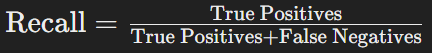 Recall = True Positives / True Positives+False Negatives